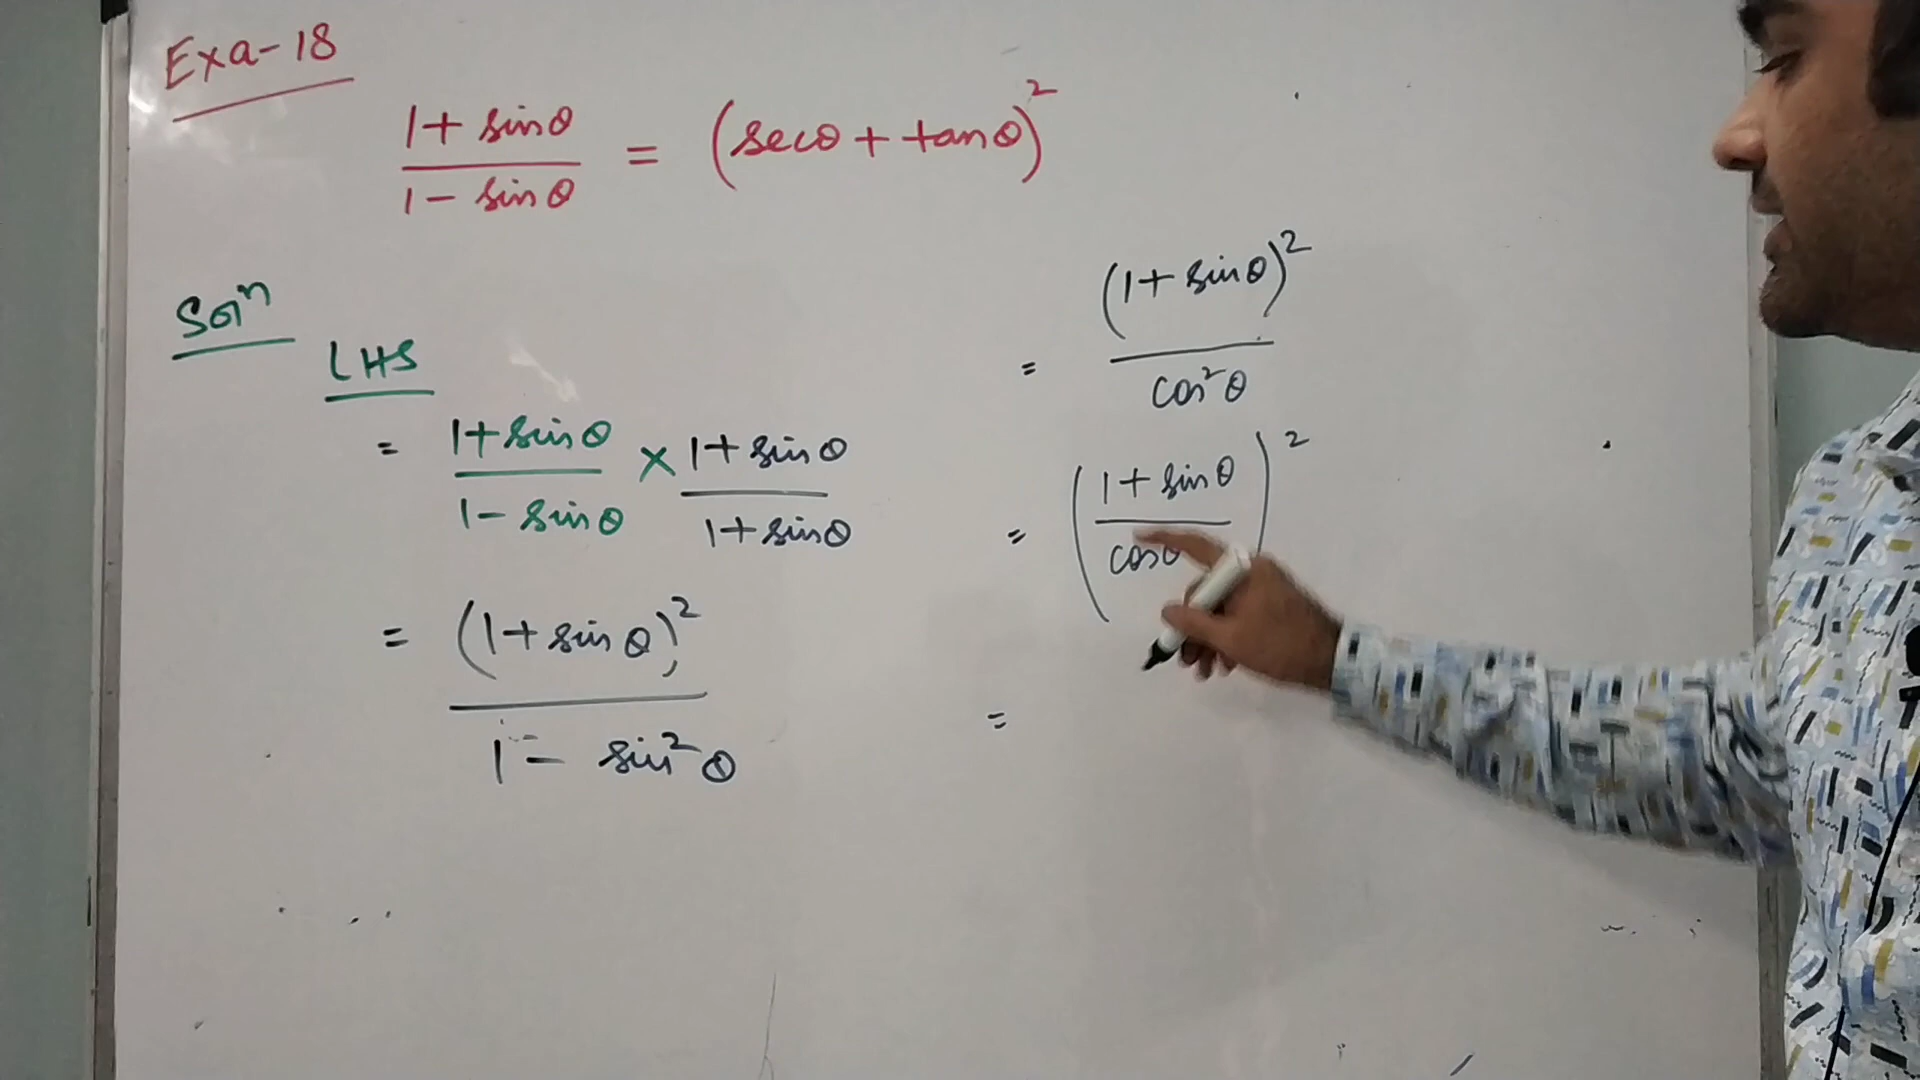 Exa-18
1 + sinθ / 1 - sinθ = (secθ + tanθ)²
Solⁿ
LHS
= 1+sinθ / 1-sinθ × 1+sinθ / 1+sinθ
= (1+sinθ)² / 1 - sin²θ
= (1+sinθ)² / cos²θ
= (1+sinθ / cosθ)²
=